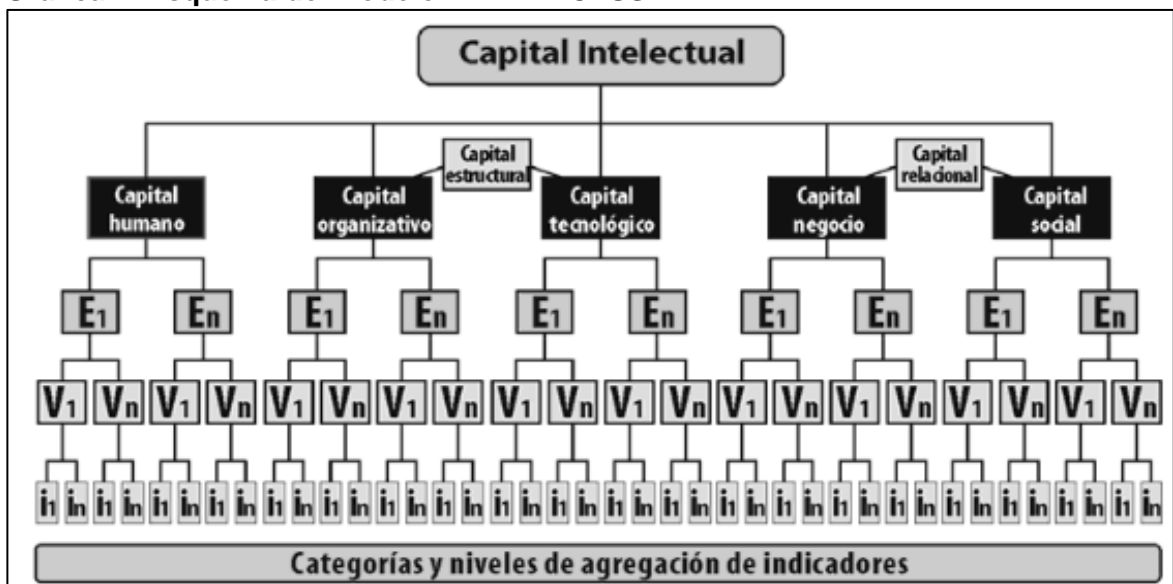 Capital Intelectual
Capital
estructural
Capital
relacional
Capital
humano
Capital
organizativo
Capital
tecnológico
Capital
negocio
Capital
social
E1 En E1 En E1 En E1 En E1 En
V1 Vn V1 Vn V1 Vn V1 Vn V1 Vn V1 Vn V1 Vn V1 Vn V1 Vn V1 Vn
i1 in i1 in i1 in i1 in i1 in i1 in i1 in i1 in i1 in i1 in i1 in i1 in i1 in i1 in i1 in i1 in i1 in i1 in i1 in i1 in
Categorías y niveles de agregación de indicadores